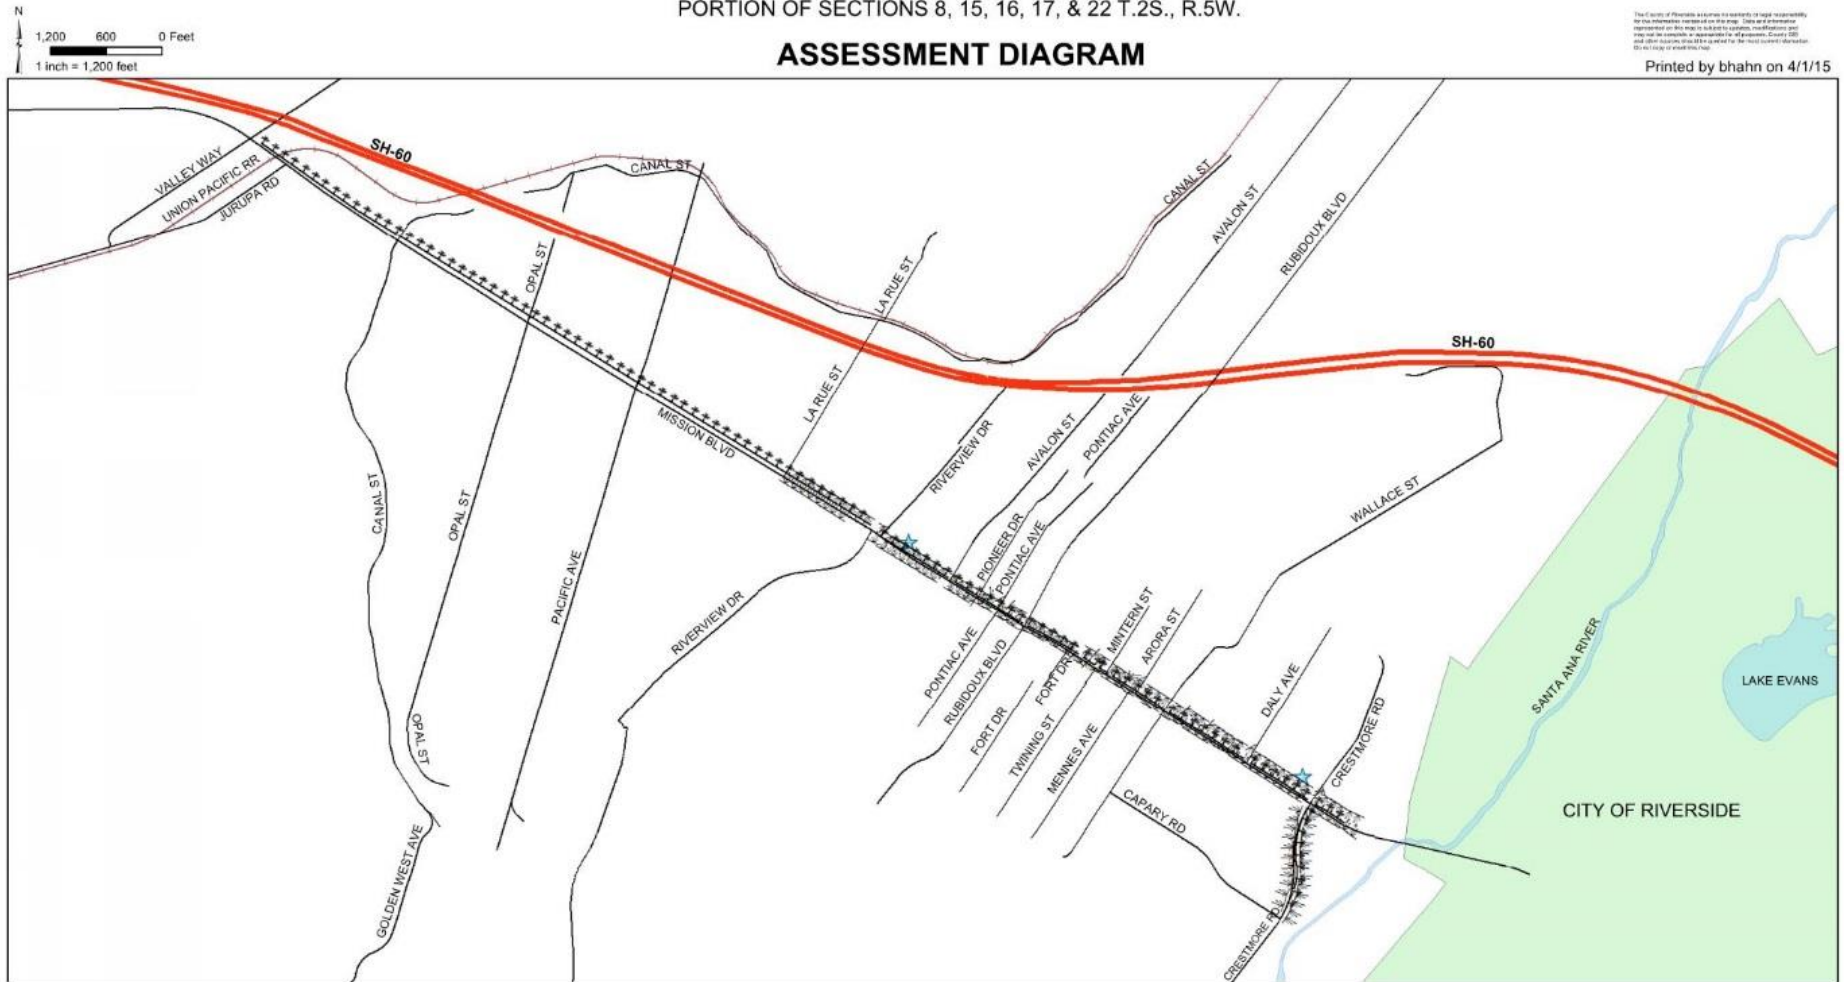 PORTION OF SECTIONS 8, 15, 16, 17, & 22 T.2S., R.5W.
ASSESSMENT DIAGRAM
N
1,200 600 0 Feet
1 inch = 1,200 feet
Printed by bhahn on 4/1/15
SH-60
VALLEY WAY
UNION PACIFIC RR
JURUPA RD
CANAL ST
CANAL ST
AVALON ST
RUBIDOUX BLVD
OPAL ST
LA RUE ST
SH-60
LA RUE ST
MISSION BLVD
RIVERVIEW DR
AVALON ST
PONTIAC AVE
CANAL ST
OPAL ST
WALLACE ST
PACIFIC AVE
PIONEER DR
PONTIAC AVE
RIVERVIEW DR
MINTERN ST
ARORA ST
PONTIAC AVE
RUBIDOUX BLVD
FORT DR
DALY AVE
SANTA ANA RIVER
LAKE EVANS
OPAL ST
FORT DR
TWINING ST
MENNES AVE
CRESTMORE RD
CAPARY RD
CITY OF RIVERSIDE
GOLDEN WEST AVE
CRESTMORE RD